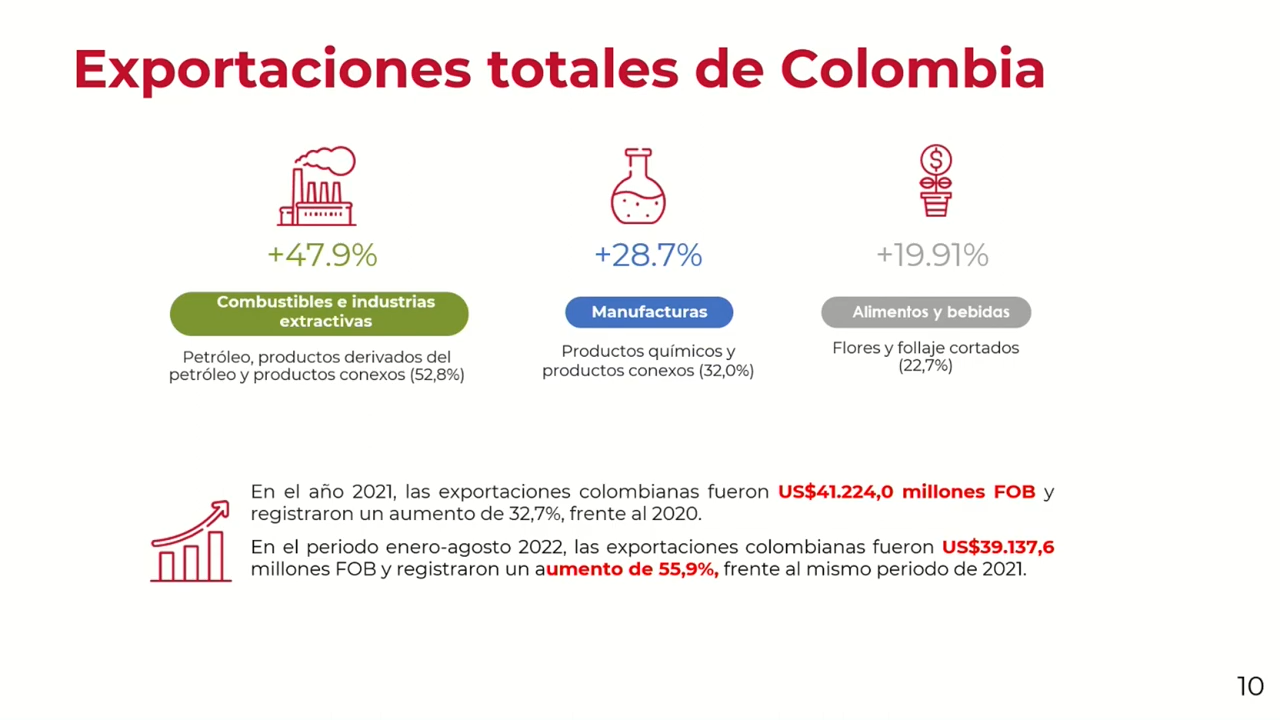 Exportaciones totales de Colombia
+47.9%
Combustibles e industrias
extractivas
Petróleo, productos derivados del
petróleo y productos conexos (52,8%)
+28.7%
Manufacturas
Productos químicos y
productos conexos (32,0%)
$
+19.91%
Alimentos y bebidas
Flores y follaje cortados
(22,7%)
En el año 2021, las exportaciones colombianas fueron US$41.224,0 millones FOB y
registraron un aumento de 32,7%, frente al 2020.
En el periodo enero-agosto 2022, las exportaciones colombianas fueron US$39.137,6
millones FOB y registraron un aumento de 55,9%, frente al mismo periodo de 2021.
10